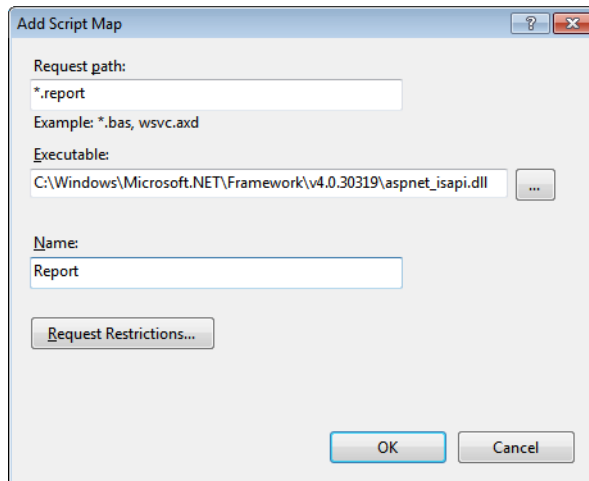 Add Script Map
Request path:
*.report
Example: *.bas, wsvc.axd
Executable:
C:\Windows\Microsoft.NET\Framework\v4.0.30319\aspnet_isapi.dll
...
Name:
Report
Request Restrictions...
OK Cancel